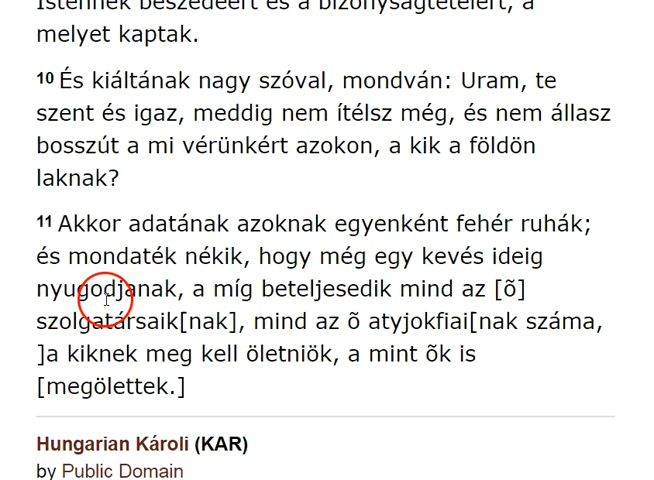 Istennek beszédéért és a bizonyságtételért, a
melyet kaptak.
10 És kiáltának nagy szóval, mondván: Uram, te
szent és igaz, meddig nem ítélsz még, és nem állasz
bosszút a mi vérünkért azokon, a kik a földön
laknak?
11 Akkor adatának azoknak egyenként fehér ruhák;
és mondaték nékik, hogy még egy kevés ideig
nyugodjanak, a míg beteljesedik mind az [õ]
szolgatársaik[nak], mind az õ atyjokfiai[nak száma,
]a kiknek meg kell öletniök, a mint õk is
[megölettek.]
Hungarian Károli (KAR)
by Public Domain